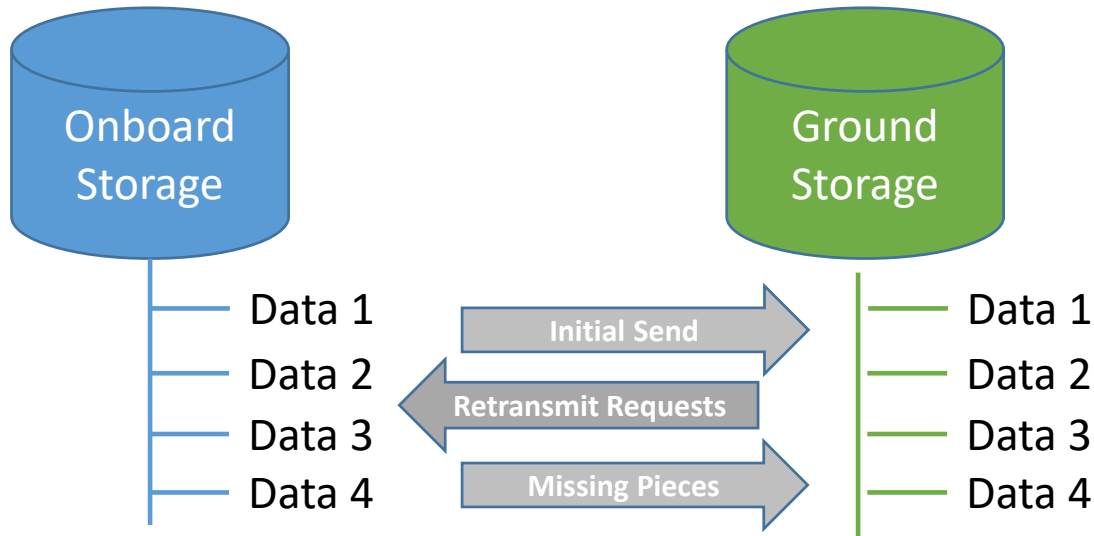 Onboard
Storage
Ground
Storage
Data 1
Data 2
Data 3
Data 4
Initial Send
Retransmit Requests
Missing Pieces
Data 1
Data 2
Data 3
Data 4